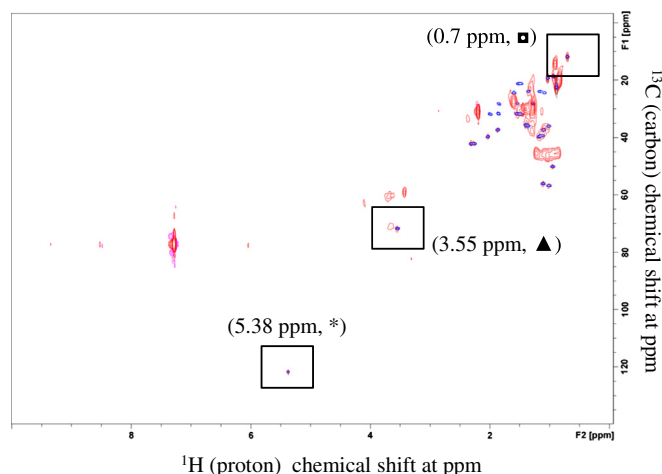 (0.7 ppm, ◘)
F1 [ppm]
20
40
60
80
100
120
¹³C (carbon) chemical shift at ppm
(3.55 ppm, ▲)
(5.38 ppm, *)
8
6
4
2
F2 [ppm]
¹H (proton) chemical shift at ppm